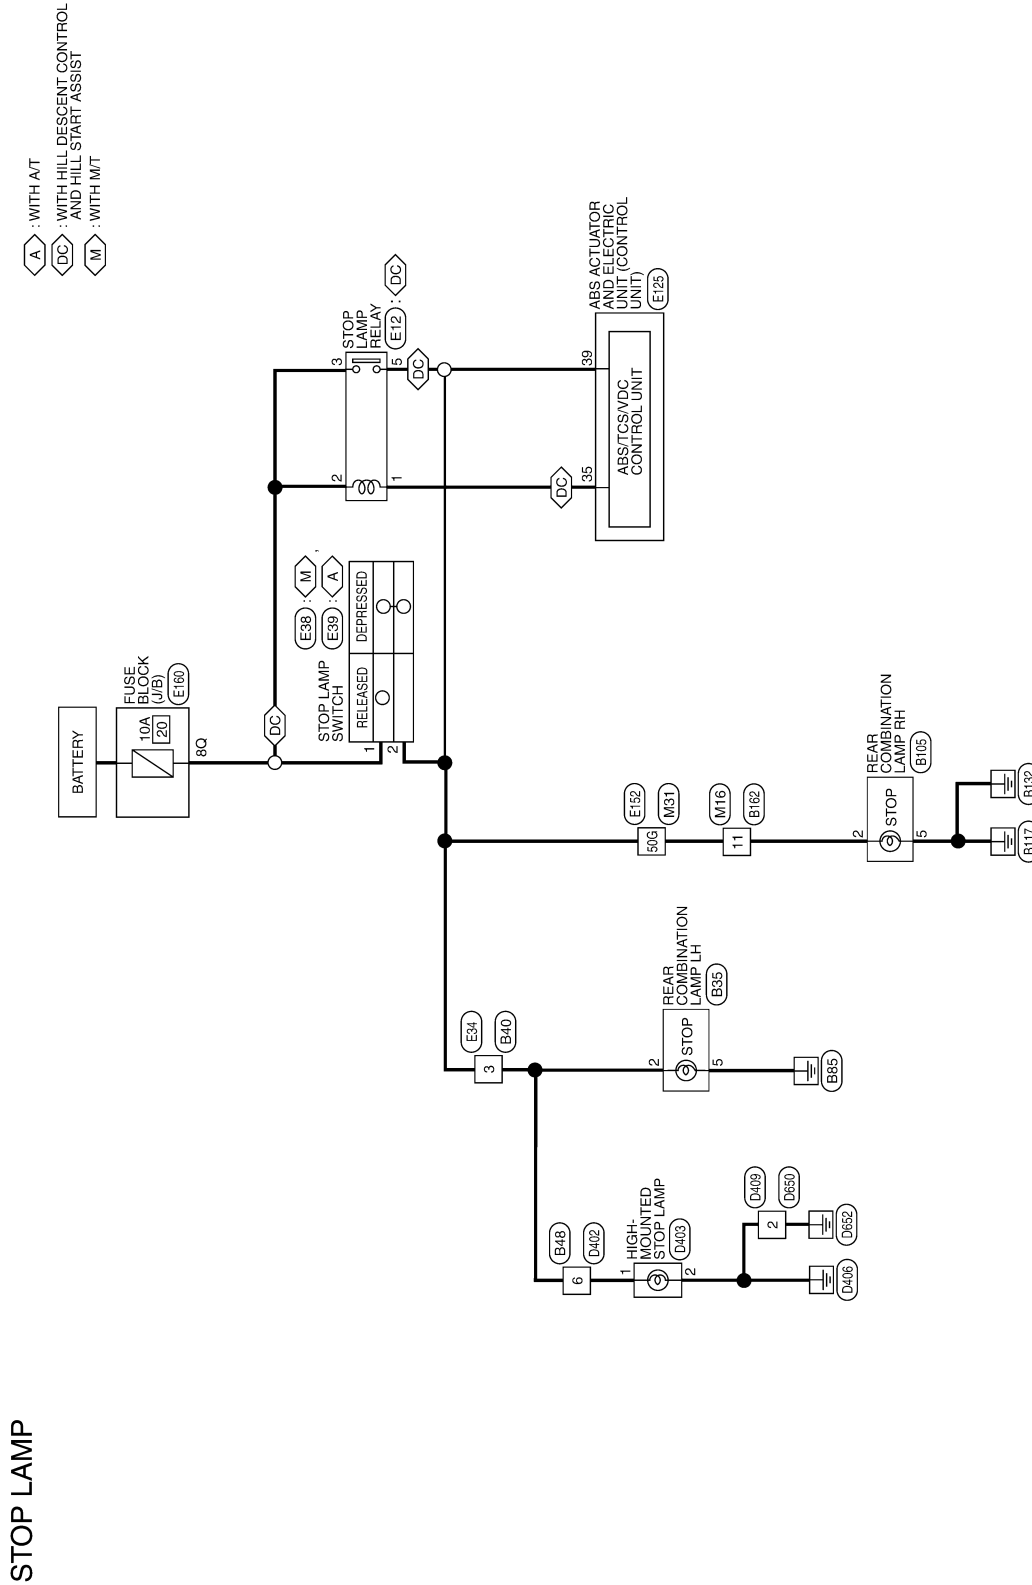 STOP LAMP
A : WITH A/T
DC : WITH HILL DESCENT CONTROL
AND HILL START ASSIST
M : WITH M/T
BATTERY
FUSE
BLOCK
(J/B)
E160
10A
20
8Q
DC
STOP LAMP
SWITCH
E38 : M ,
E39 : A
RELEASED
DEPRESSED
1
2
STOP
LAMP
RELAY
E12 : DC
2
3
1
5
DC
DC
35
39
ABS/TCS/VDC
CONTROL UNIT
ABS ACTUATOR
AND ELECTRIC
UNIT (CONTROL
UNIT)
E125
E34
3
B40
B48
6
D402
HIGH-
MOUNTED
STOP LAMP
D403
1
2
D409
2
D650
D406
D652
REAR
COMBINATION
LAMP LH
B35
2
STOP
5
B85
E152
50G
M31
M16
11
B162
REAR
COMBINATION
LAMP RH
B105
2
STOP
5
B117
B132